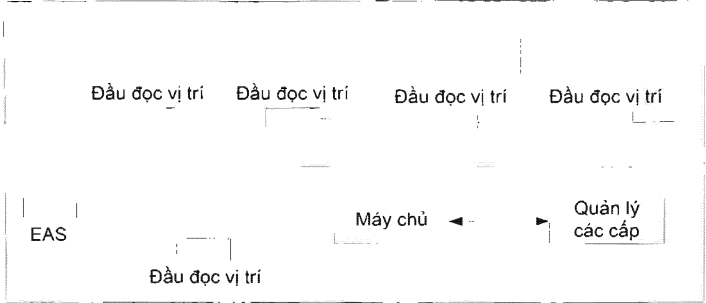 Đầu đọc vị trí Đầu đọc vị trí Đầu đọc vị trí Đầu đọc vị trí
EAS
Máy chủ
Quản lý
các cấp
Đầu đọc vị trí